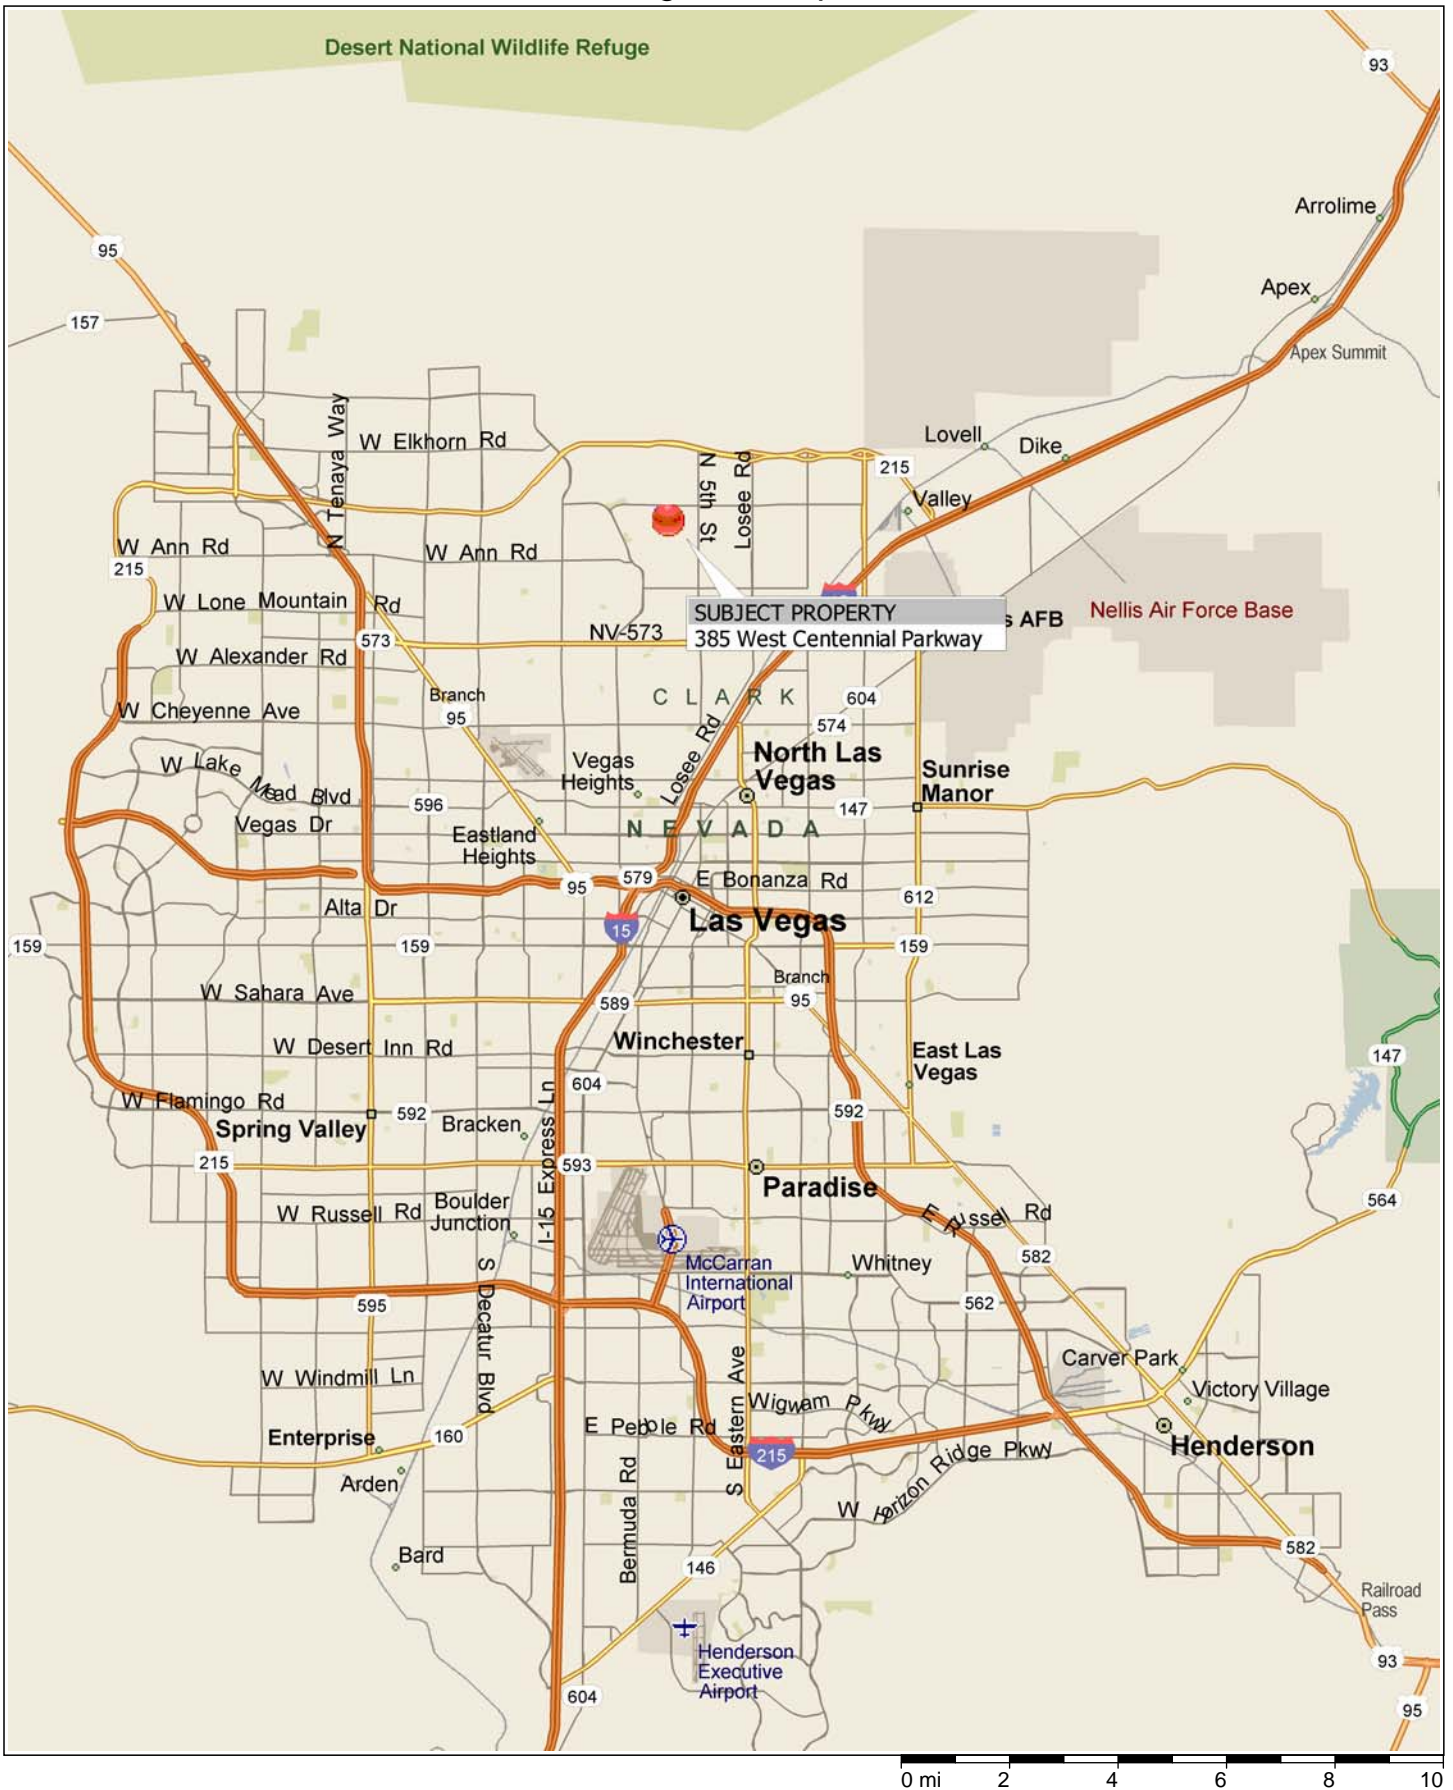 Desert National Wildlife Refuge
93
Arrolime
95
Apex
157
Apex Summit
N Tenaya Way
W Elkhorn Rd
Lovell
Dike
N 5th St
Losee Rd
215
Valley
W Ann Rd
W Ann Rd
215
W Lone Mountain Rd
SUBJECT PROPERTY
385 West Centennial Parkway
AFB
Nellis Air Force Base
573
NV-573
W Alexander Rd
Branch
95
CLARK
604
W Cheyenne Ave
574
Losee Rd
North Las
Vegas
Vegas
Heights
W Lake Mead Blvd
Sunrise
Manor
596
147
Vegas Dr
Eastland
Heights
NEVADA
579
95
E Bonanza Rd
612
Alta Dr
Las Vegas
15
159
159
159
Branch
95
W Sahara Ave
589
W Desert Inn Rd
Winchester
East Las
Vegas
147
604
W Flamingo Rd
592
592
Spring Valley
Bracken
I-15 Express Ln
215
593
Paradise
564
W Russell Rd
Boulder
Junction
E Russell Rd
582
McCarran
International
Airport
Whitney
S Decatur Blvd
595
562
Carver Park
W Windmill Ln
Victory Village
Wigwam Pkwy
E Pebble Rd
S Eastern Ave
Enterprise
160
215
Henderson
Arden
W Horizon Ridge Pkwy
Bermuda Rd
Bard
146
582
Railroad
Pass
Henderson
Executive
Airport
93
604
95
0 mi 2 4 6 8 10